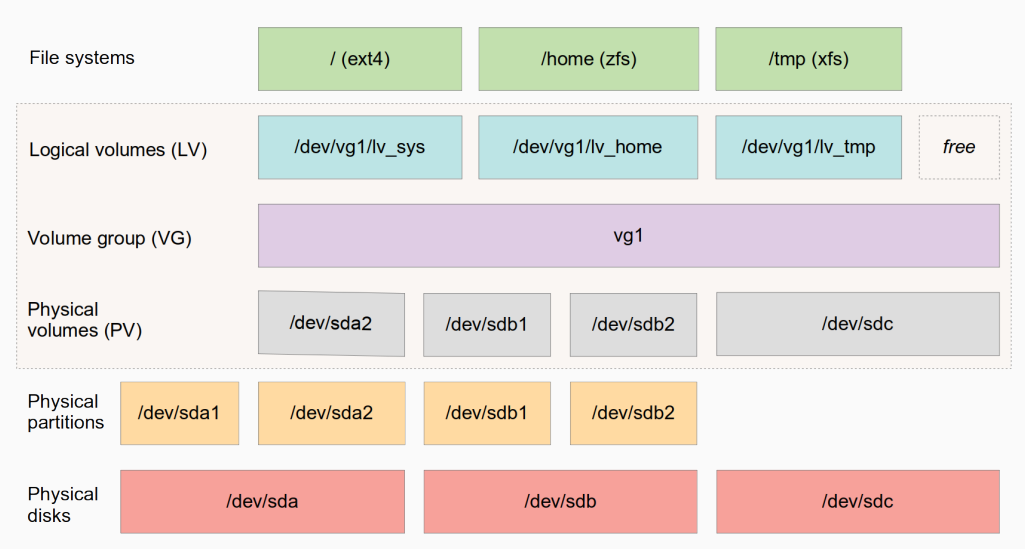 File systems
/ (ext4)
/home (zfs)
/tmp (xfs)
Logical volumes (LV)
/dev/vg1/lv_sys
/dev/vg1/lv_home
/dev/vg1/lv_tmp
free
Volume group (VG)
vg1
Physical
volumes (PV)
/dev/sda2
/dev/sdb1
/dev/sdb2
/dev/sdc
Physical
partitions
/dev/sda1
/dev/sda2
/dev/sdb1
/dev/sdb2
Physical
disks
/dev/sda
/dev/sdb
/dev/sdc